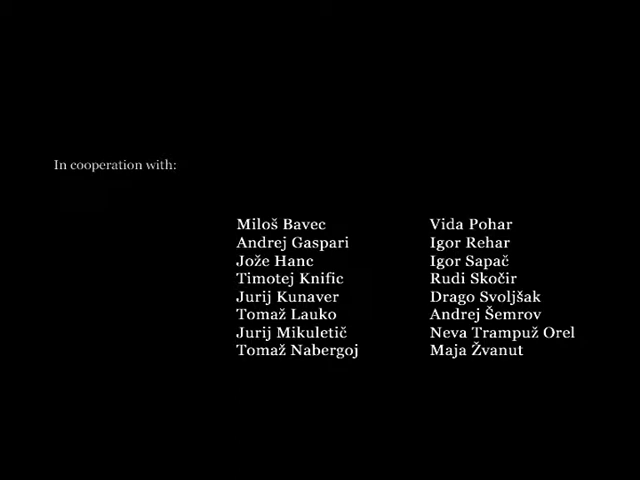 In cooperation with:
Miloš Bavec
Andrej Gaspari
Jože Hanc
Timotej Knific
Jurij Kunaver
Tomaž Lauko
Jurij Mikuletič
Tomaž Nabergoj
Vida Pohar
Igor Rehar
Igor Sapač
Rudi Skočir
Drago Svoljšak
Andrej Šemrov
Neva Trampuž Orel
Maja Žvanut